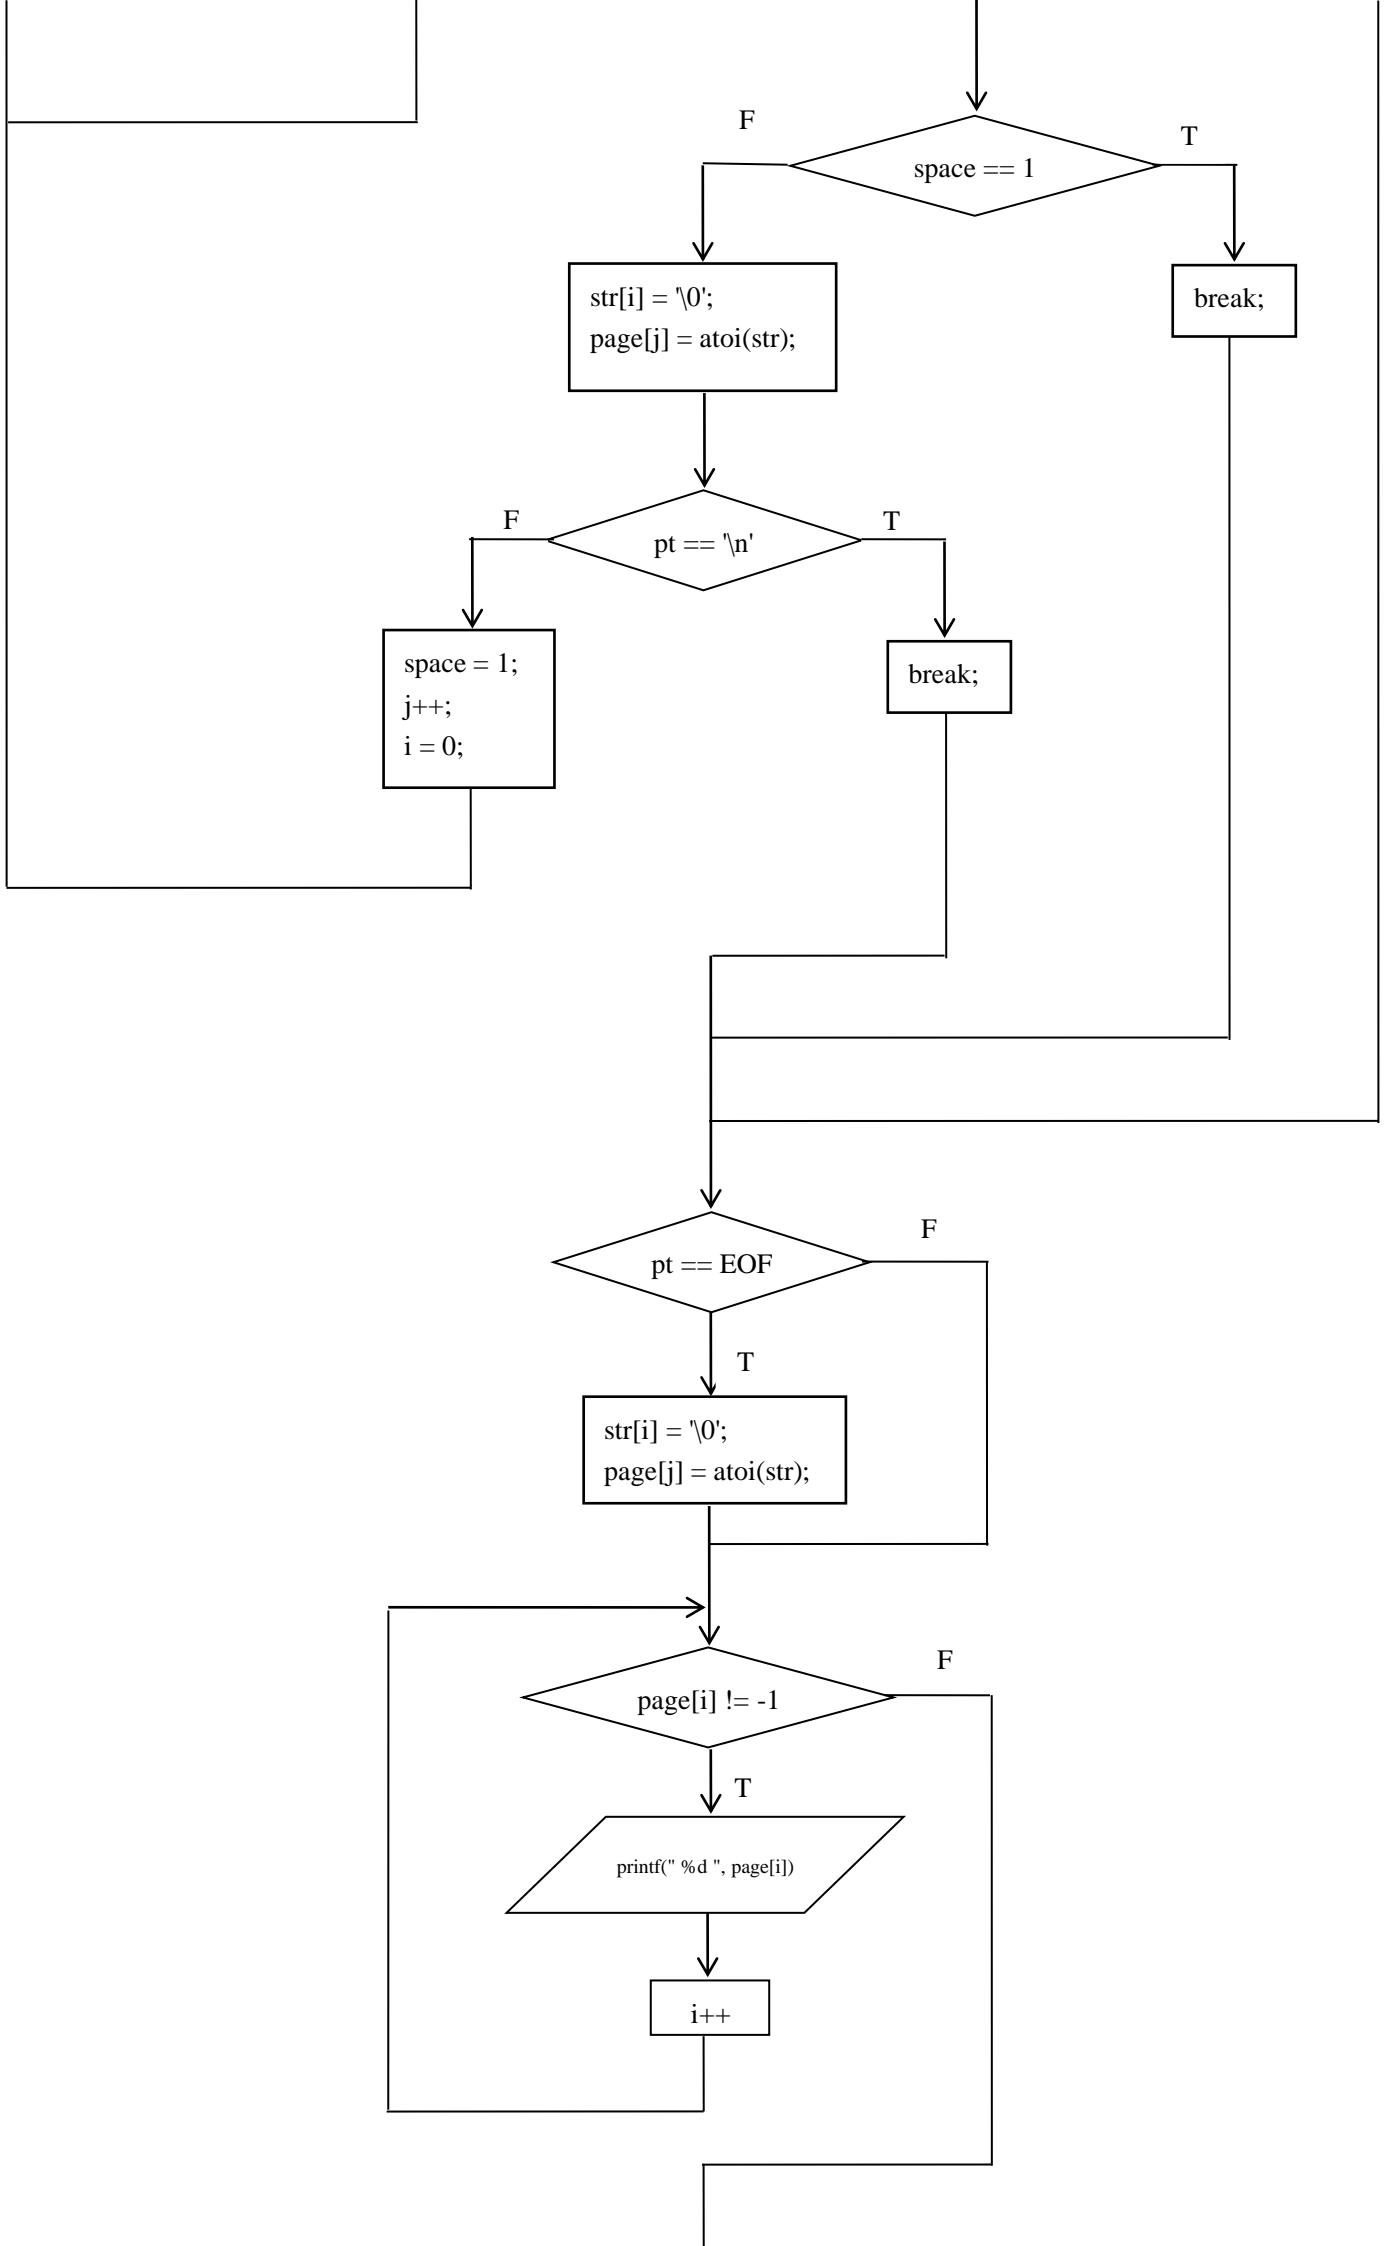 F
T
space == 1
str[i] = '\0';
page[j] = atoi(str);
break;
F
T
pt == '\n'
space = 1;
j++;
i = 0;
break;
F
pt == EOF
T
str[i] = '\0';
page[j] = atoi(str);
F
page[i] != -1
T
printf(" %d ", page[i])
i++